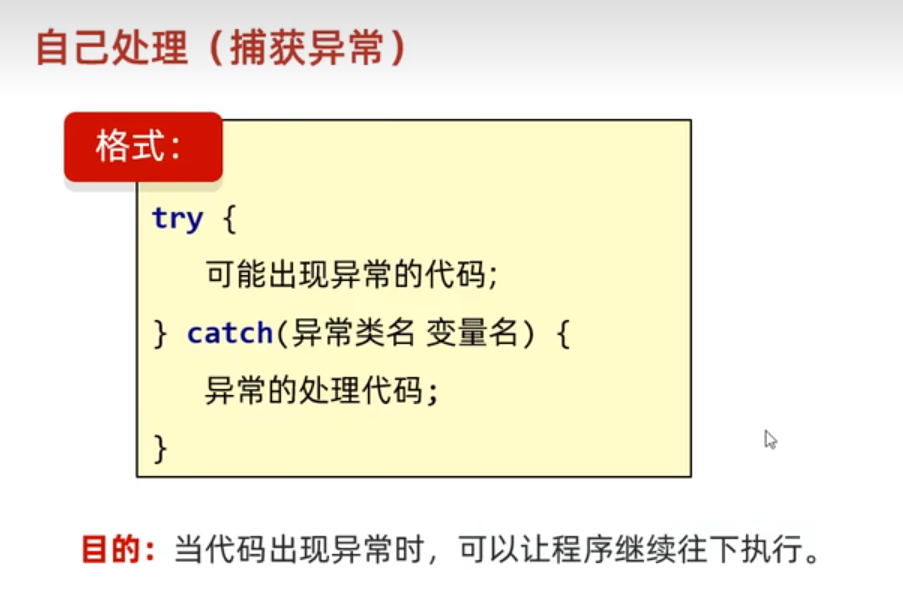 自己处理（捕获异常）
格式：
try {
可能出现异常的代码;
} catch(异常类名 变量名) {
异常的处理代码;
}
目的：当代码出现异常时，可以让程序继续往下执行。